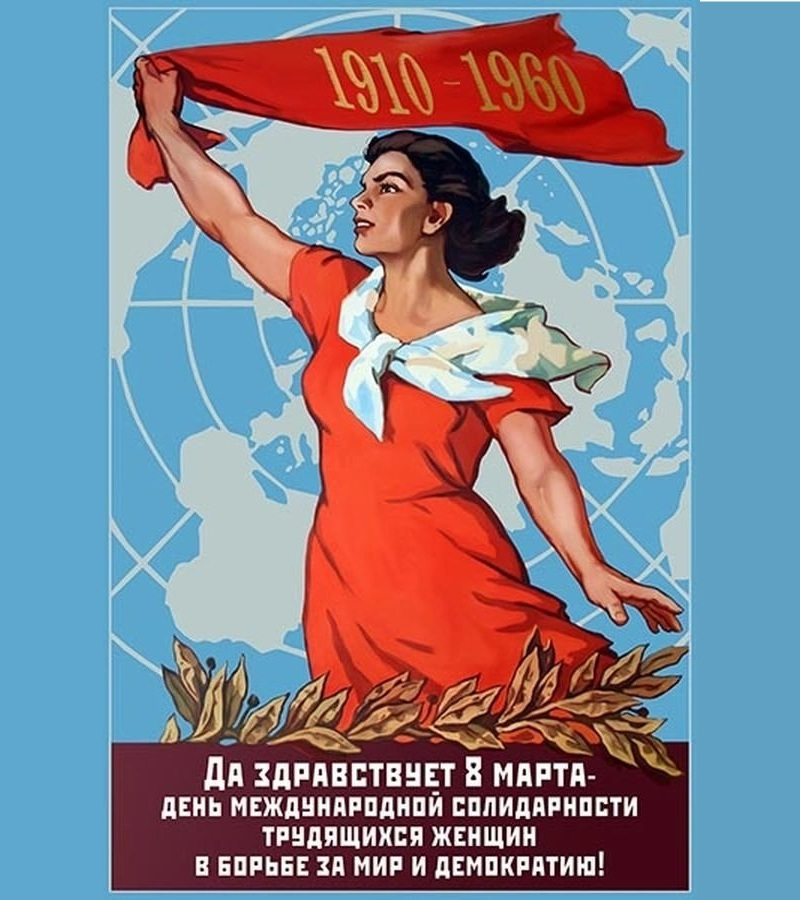 1910 - 1960
Да здравствует 8 марта-
день международной солидарности
трудящихся женщин
в борьбе за мир и демократию!